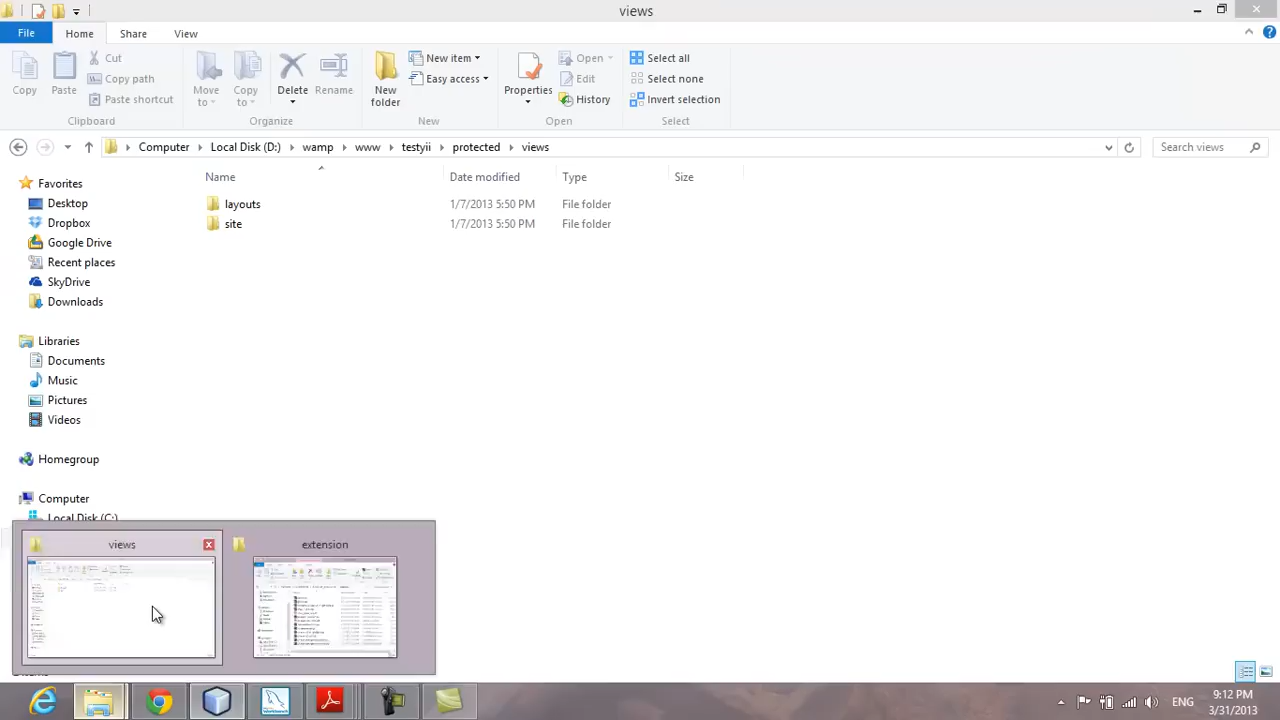 views
File
Home
Share
View
Copy
Paste
Cut
Copy path
Paste shortcut
Clipboard
Move to
Copy to
Delete
Rename
Organize
New folder
New item
Easy access
New
Properties
Open
Edit
History
Open
Select all
Select none
Invert selection
Select
Computer
Local Disk (D:)
wamp
www
testyii
protected
views
Search views
Name
Date modified
Type
Size
layouts 1/7/2013 5:50 PM File folder
site 1/7/2013 5:50 PM File folder
Favorites
Desktop
Dropbox
Google Drive
Recent places
SkyDrive
Downloads
Libraries
Documents
Music
Pictures
Videos
Homegroup
Computer
Local Disk (C:)
views
extension
ENG
9:12 PM
3/31/2013